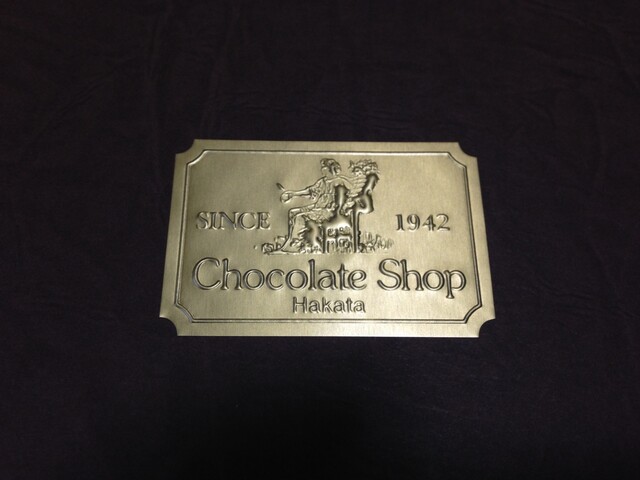 SINCE 1942
Chocolate Shop
Hakata